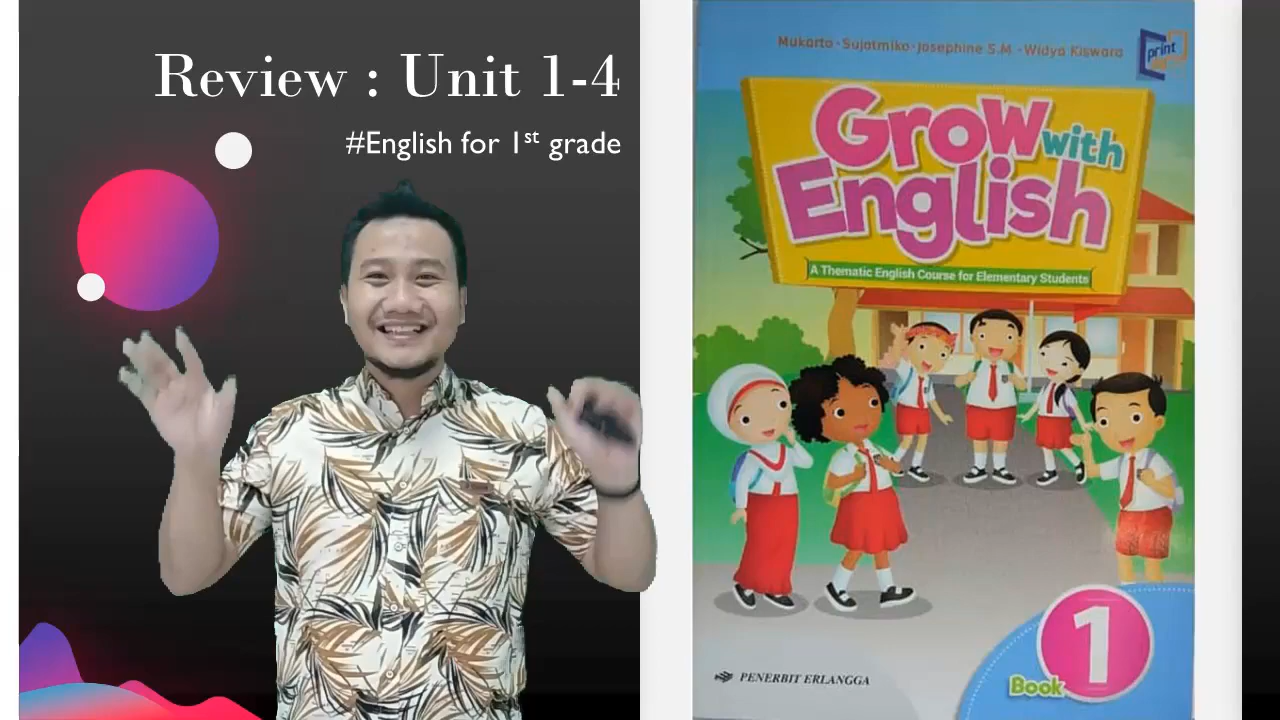 Review : Unit 1-4
#English for 1st grade
Mukarto - Sujatmiko - Josephine S.M. - Widya Kiswara
print
Grow with
English
A Thematic English Course for Elementary Students
1
Book
PENERBIT ERLANGGA